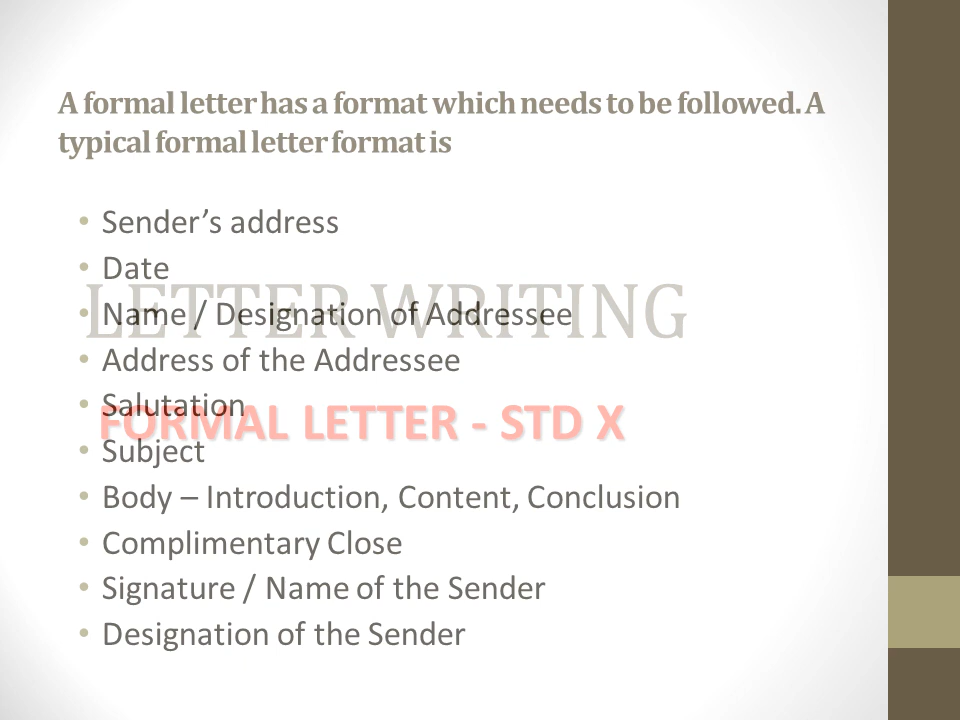 A formal letter has a format which needs to be followed. A
typical formal letter format is
• Sender’s address
• Date
LETTER WRITING
• Name / Designation of Addressee
• Address of the Addressee
• Salutation
FORMAL LETTER - STD X
• Subject
• Body – Introduction, Content, Conclusion
• Complimentary Close
• Signature / Name of the Sender
• Designation of the Sender